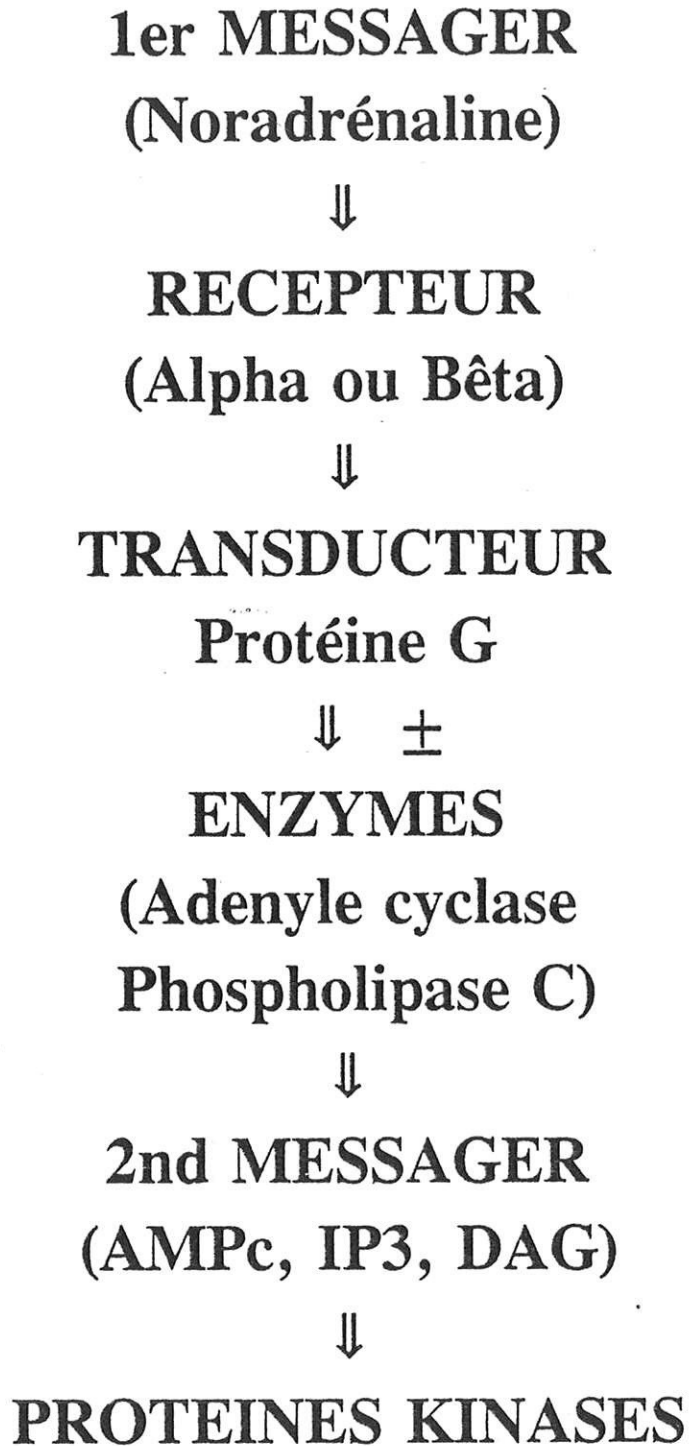 1er MESSAGER
(Noradrénaline)
⇓
RECEPTEUR
(Alpha ou Bêta)
⇓
TRANSDUCTEUR
Protéine G
⇓ ±
ENZYMES
(Adenyle cyclase
Phospholipase C)
⇓
2nd MESSAGER
(AMPc, IP3, DAG)
⇓
PROTEINES KINASES